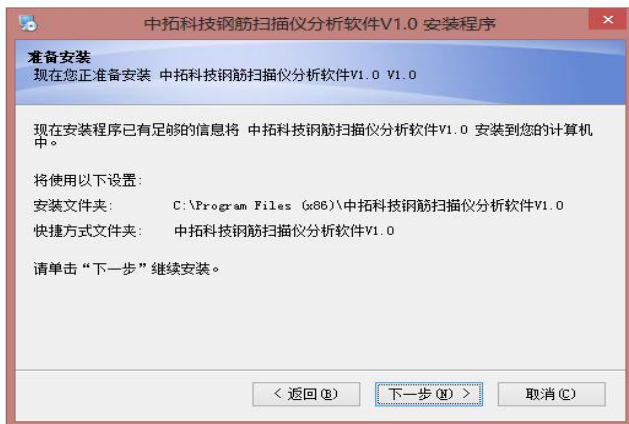 中拓科技钢筋扫描仪分析软件V1.0 安装程序
准备安装
现在您正准备安装 中拓科技钢筋扫描仪分析软件V1.0 V1.0
现在安装程序已有足够的信息将 中拓科技钢筋扫描仪分析软件V1.0 安装到您的计算机
中。
将使用以下设置:
安装文件夹: C:\Program Files (x86)\中拓科技钢筋扫描仪分析软件V1.0
快捷方式文件夹: 中拓科技钢筋扫描仪分析软件V1.0
请单击“下一步”继续安装。
< 返回(B) 下一步(N) > 取消(C)